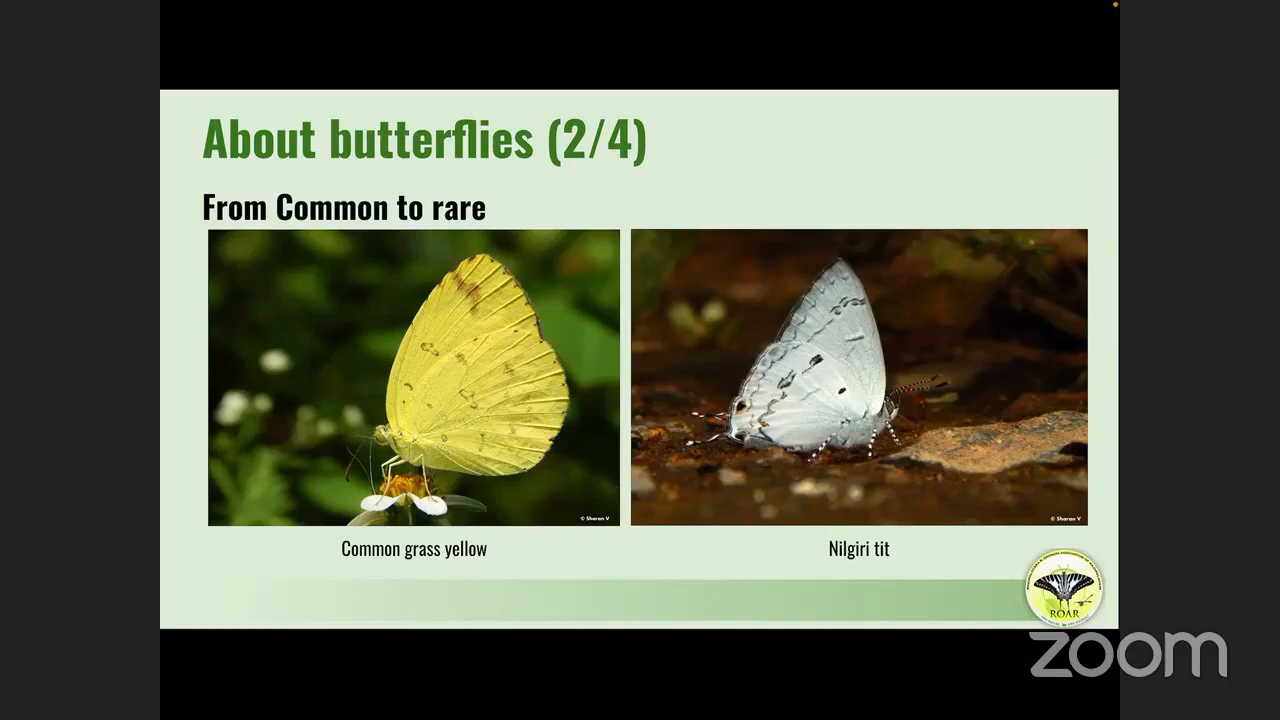 About butterflies (2/4)
From Common to rare
© Sharan V
© Sharan V
Common grass yellow
Nilgiri tit
ROAR
zoom